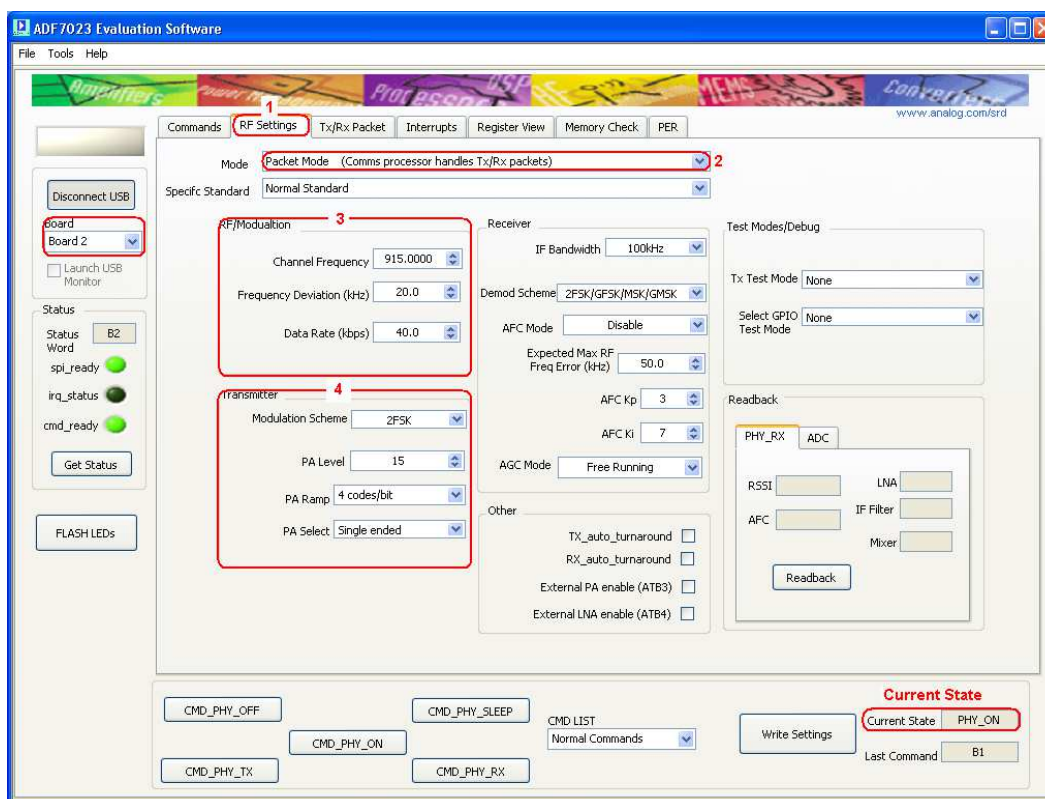 ADF7023 Evaluation Software
File Tools Help
Amplifiers
Processors
DSP
MEMS
Converters
www.analog.com/srd
1
Commands RF Settings Tx/Rx Packet Interrupts Register View Memory Check PER
Mode Packet Mode (Comms processor handles Tx/Rx packets) 2
Specifc Standard Normal Standard
Disconnect USB
Board
Board 2
Launch USB
Monitor
Status
Status
Word
B2
spi_ready
irq_status
cmd_ready
Get Status
FLASH LEDs
RF/Modualtion 3
Channel Frequency 915.0000
Frequency Deviation (kHz) 20.0
Data Rate (kbps) 40.0
Transmitter 4
Modulation Scheme 2FSK
PA Level 15
PA Ramp 4 codes/bit
PA Select Single ended
Receiver
IF Bandwidth 100kHz
Demod Scheme 2FSK/GFSK/MSK/GMSK
AFC Mode Disable
Expected Max RF
Freq Error (kHz) 50.0
AFC Kp 3
AFC Ki 7
AGC Mode Free Running
Other
TX_auto_turnaround
RX_auto_turnaround
External PA enable (ATB3)
External LNA enable (ATB4)
Test Modes/Debug
Tx Test Mode None
Select GPIO
Test Mode
None
Readback
PHY_RX ADC
RSSI LNA
AFC IF Filter
Mixer
Readback
CMD_PHY_OFF
CMD_PHY_SLEEP
CMD_PHY_ON
CMD_PHY_TX
CMD_PHY_RX
CMD LIST
Normal Commands
Write Settings
Current State
Current State PHY_ON
Last Command B1